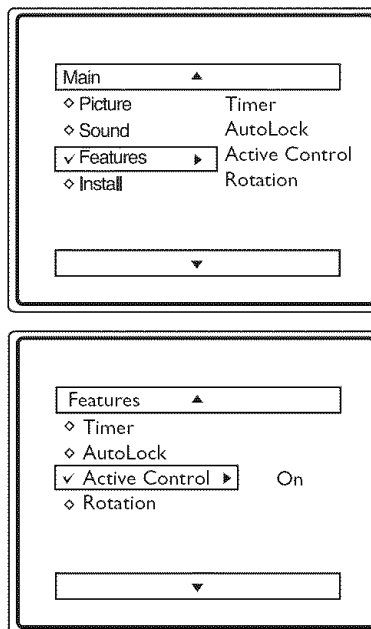 Main
Picture Timer
Sound AutoLock
Features Active Control
Install Rotation
Features
Timer
AutoLock
Active Control On
Rotation